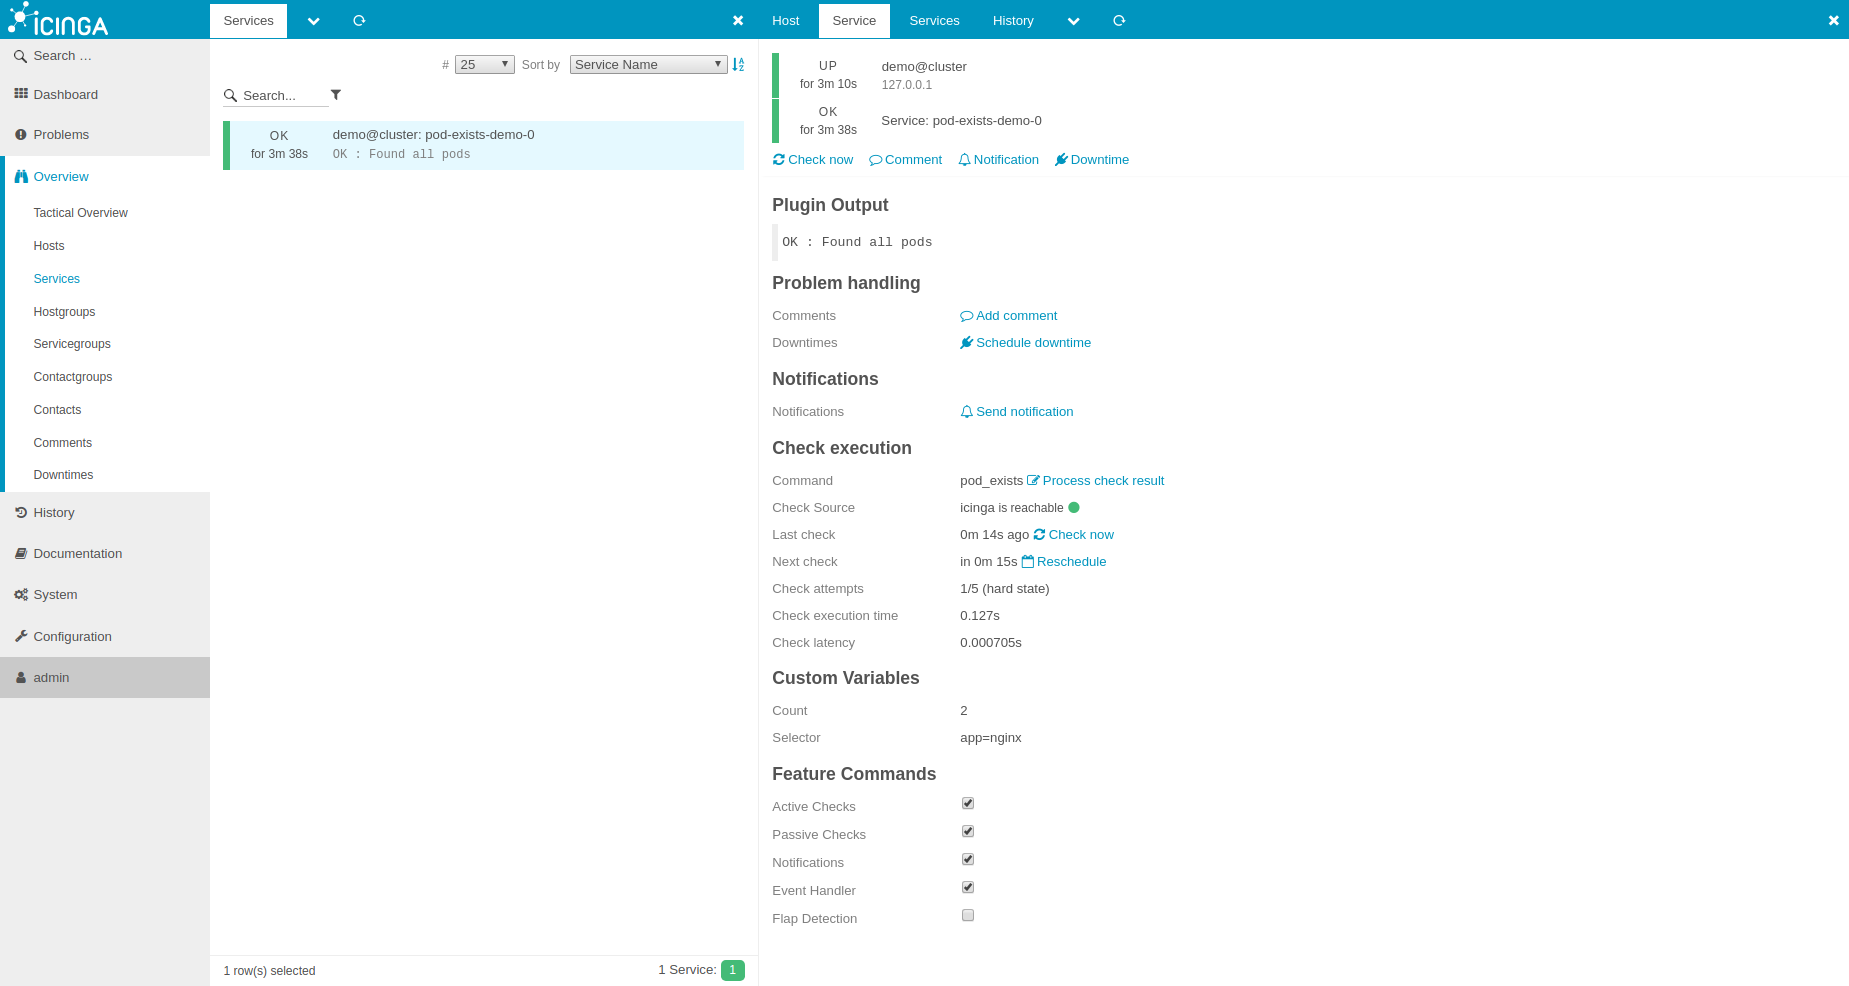 ICINGA
Search ...
Dashboard
Problems
Overview
Tactical Overview
Hosts
Services
Hostgroups
Servicegroups
Contactgroups
Contacts
Comments
Downtimes
History
Documentation
System
Configuration
admin
Services
# 25 Sort by Service Name
Search...
OK demo@cluster: pod-exists-demo-0
for 3m 38s OK : Found all pods
1 row(s) selected 1 Service: 1
Host Service Services History
UP demo@cluster
for 3m 10s 127.0.0.1
OK
for 3m 38s Service: pod-exists-demo-0
Check now Comment Notification Downtime
Plugin Output
OK : Found all pods
Problem handling
Comments Add comment
Downtimes Schedule downtime
Notifications
Notifications Send notification
Check execution
Command pod_exists Process check result
Check Source icinga is reachable
Last check 0m 14s ago Check now
Next check in 0m 15s Reschedule
Check attempts 1/5 (hard state)
Check execution time 0.127s
Check latency 0.000705s
Custom Variables
Count 2
Selector app=nginx
Feature Commands
Active Checks
Passive Checks
Notifications
Event Handler
Flap Detection